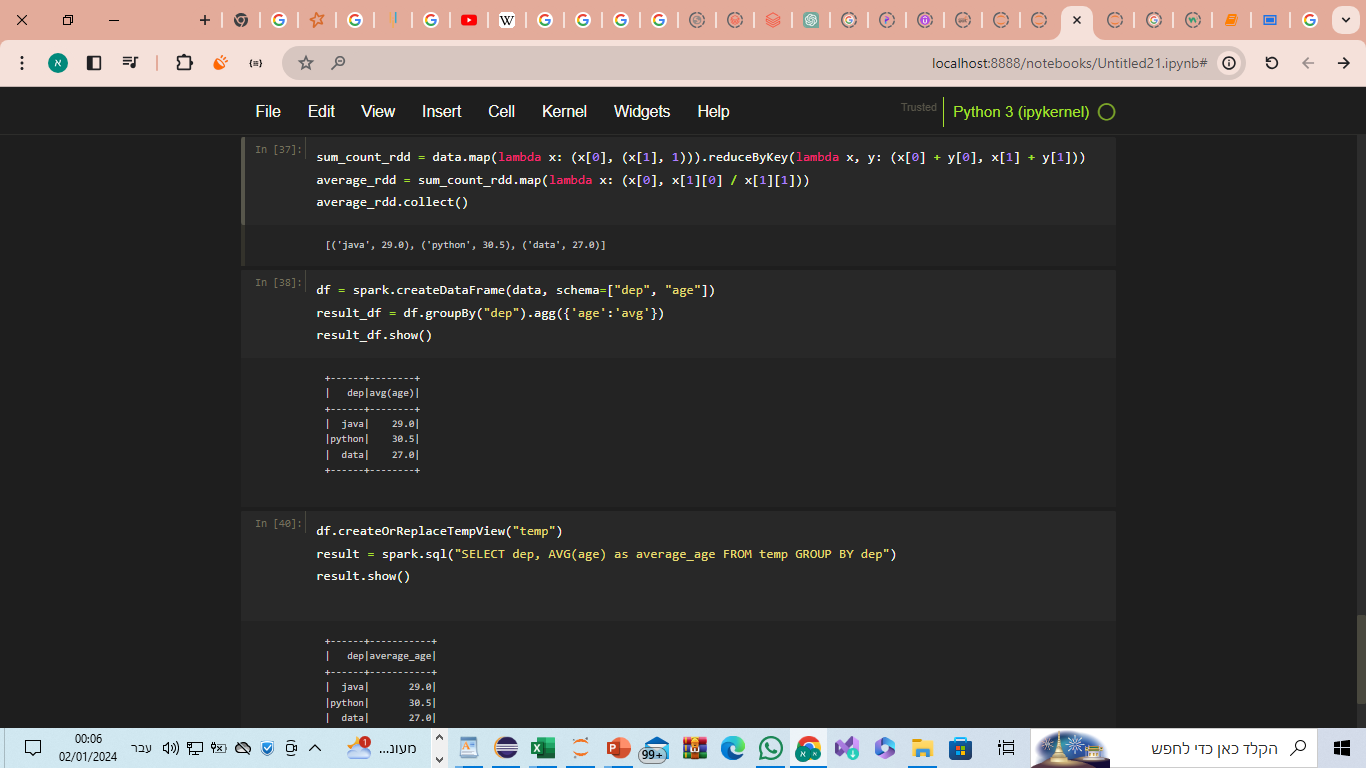 localhost:8888/notebooks/Untitled21.ipynb#
File Edit View Insert Cell Kernel Widgets Help
Trusted
Python 3 (ipykernel)
In [37]:
sum_count_rdd = data.map(lambda x: (x[0], (x[1], 1))).reduceByKey(lambda x, y: (x[0] + y[0], x[1] + y[1]))
average_rdd = sum_count_rdd.map(lambda x: (x[0], x[1][0] / x[1][1]))
average_rdd.collect()
[('java', 29.0), ('python', 30.5), ('data', 27.0)]
In [38]:
df = spark.createDataFrame(data, schema=["dep", "age"])
result_df = df.groupBy("dep").agg({'age':'avg'})
result_df.show()
+------+--------+
|   dep|avg(age)|
+------+--------+
|  java|    29.0|
|python|    30.5|
|  data|    27.0|
+------+--------+
In [40]:
df.createOrReplaceTempView("temp")
result = spark.sql("SELECT dep, AVG(age) as average_age FROM temp GROUP BY dep")
result.show()
+------+-----------+
|   dep|average_age|
+------+-----------+
|  java|       29.0|
|python|       30.5|
|  data|       27.0|
00:06
02/01/2024
עבר
מעונ...
1
99+
הקלד כאן כדי לחפש